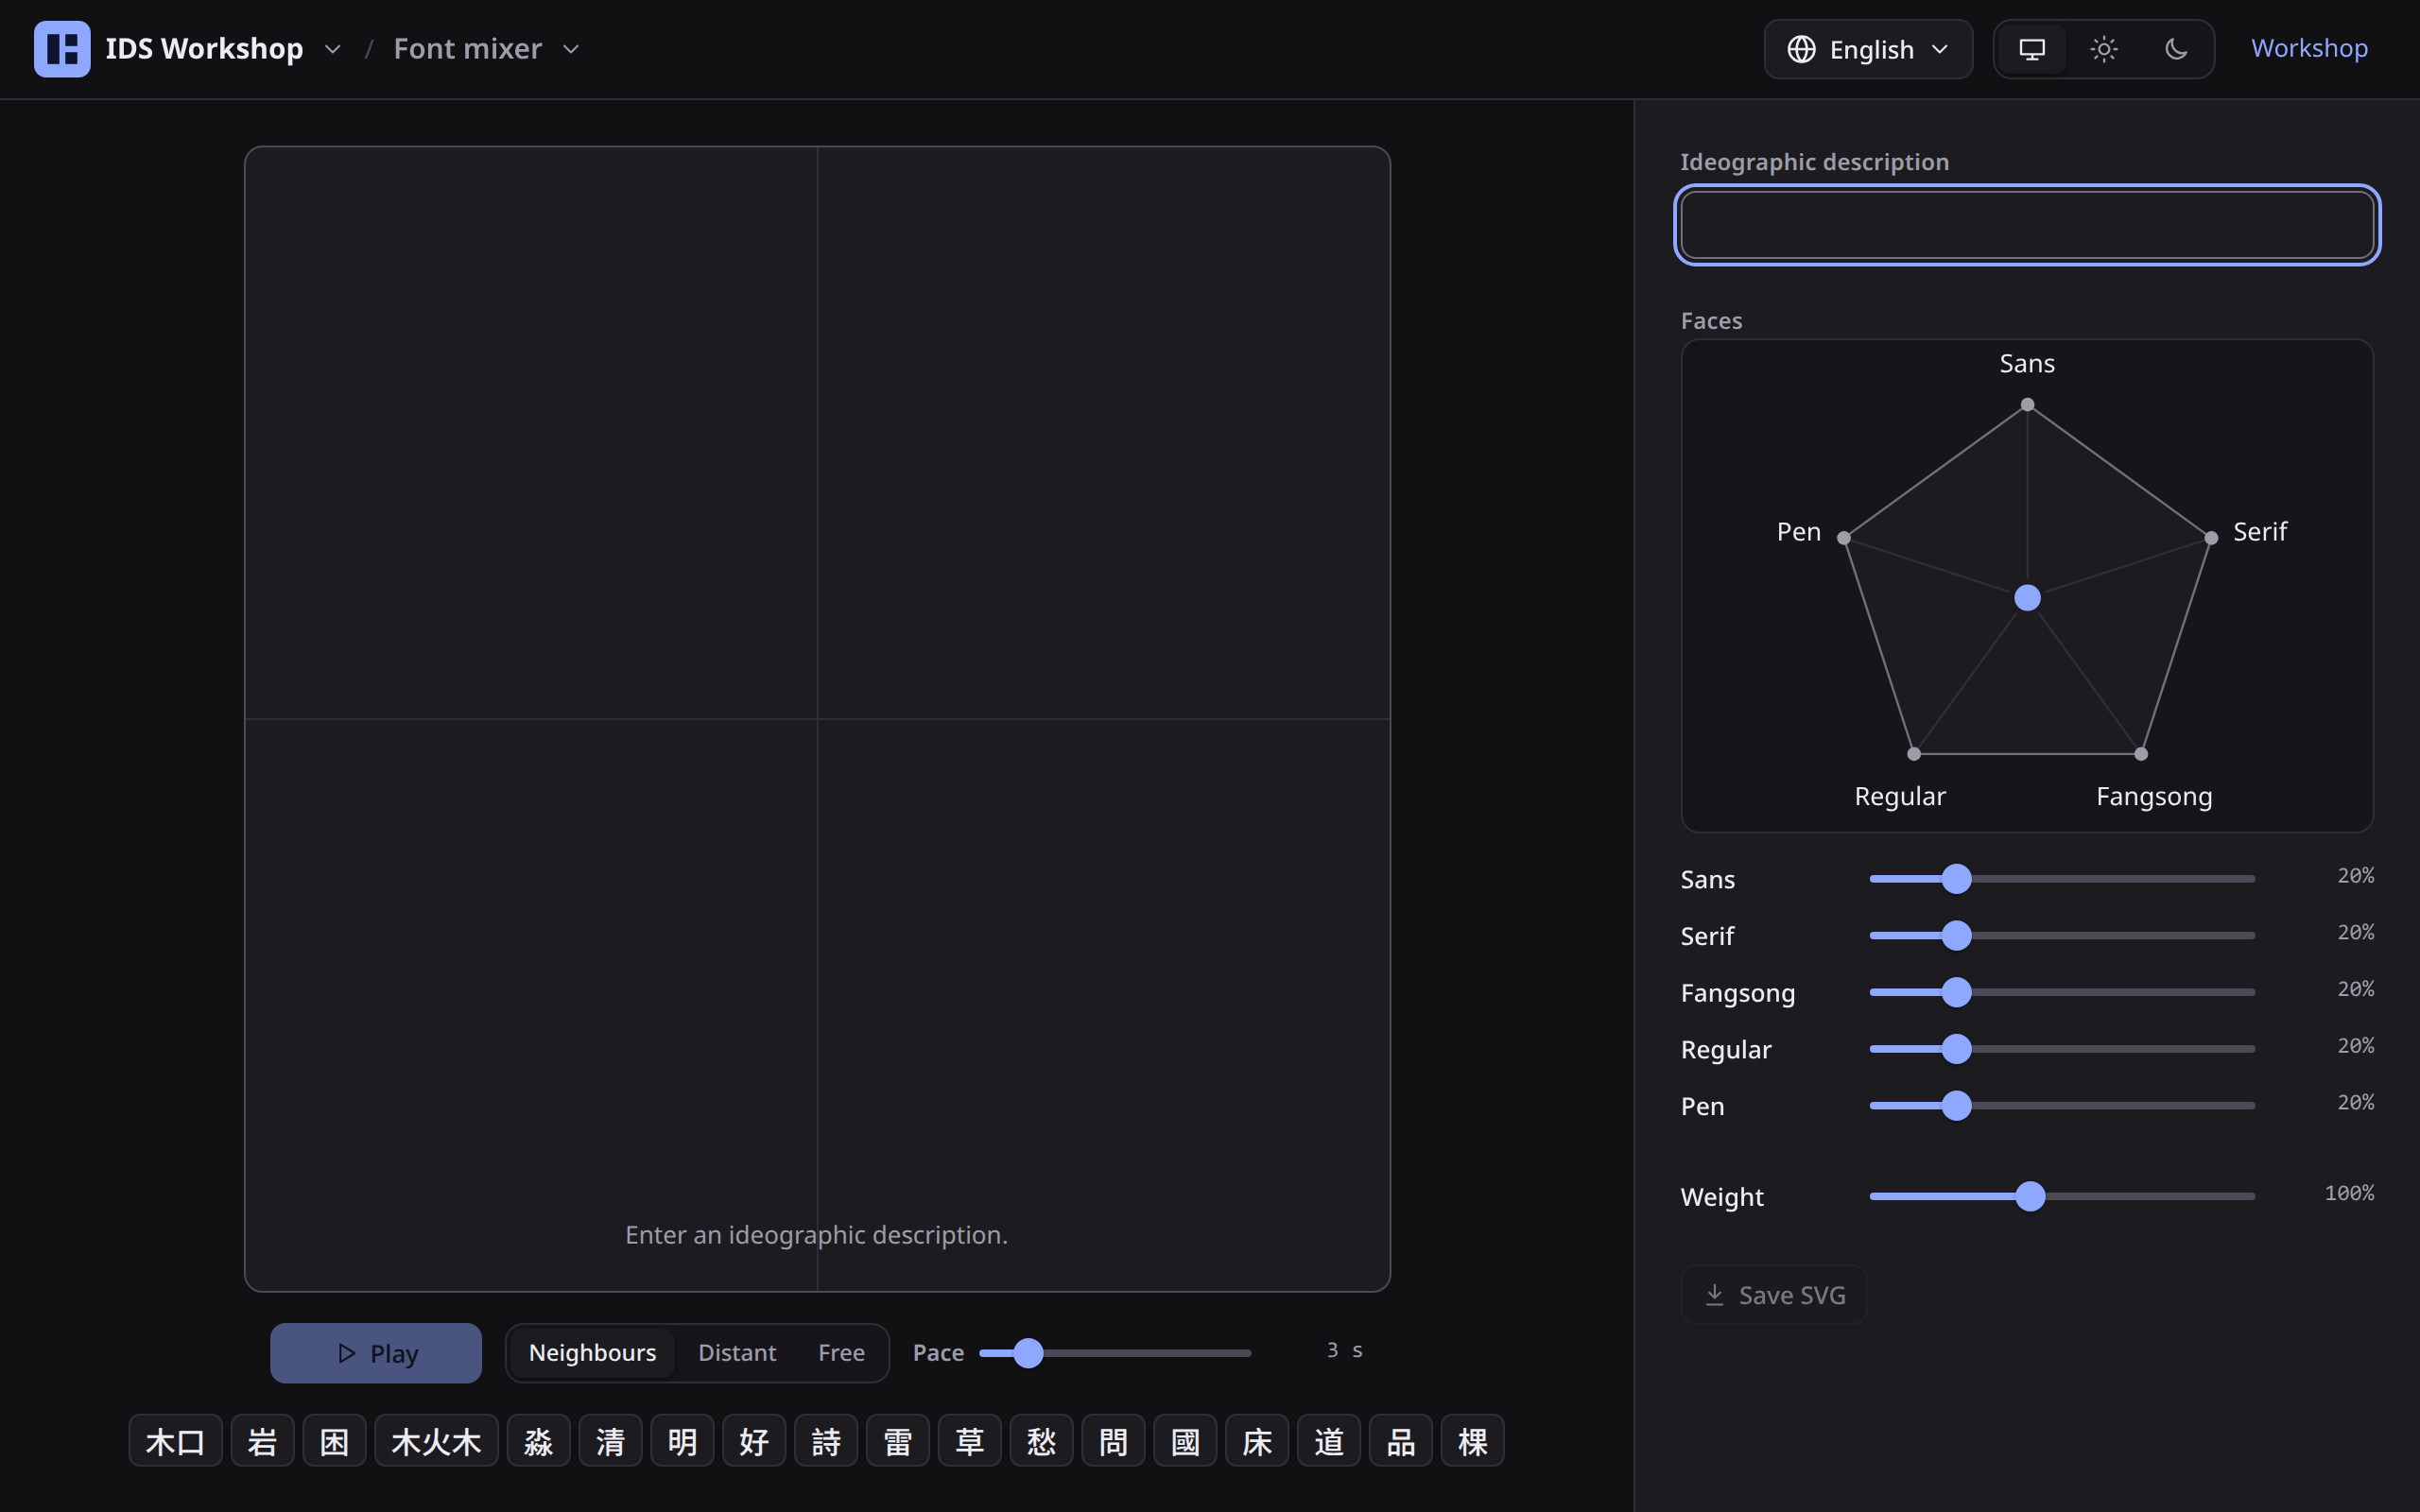 IDS Workshop / Font mixer
English
Workshop
Ideographic description
Faces
Sans
Pen
Serif
Regular
Fangsong
Sans 20%
Serif 20%
Fangsong 20%
Regular 20%
Pen 20%
Weight 100%
Save SVG
Enter an ideographic description.
Play Neighbours Distant Free Pace 3 s
木口 岩 困 木火木 淼 清 明 好 詩 雷 草 愁 問 國 床 道 品 棵